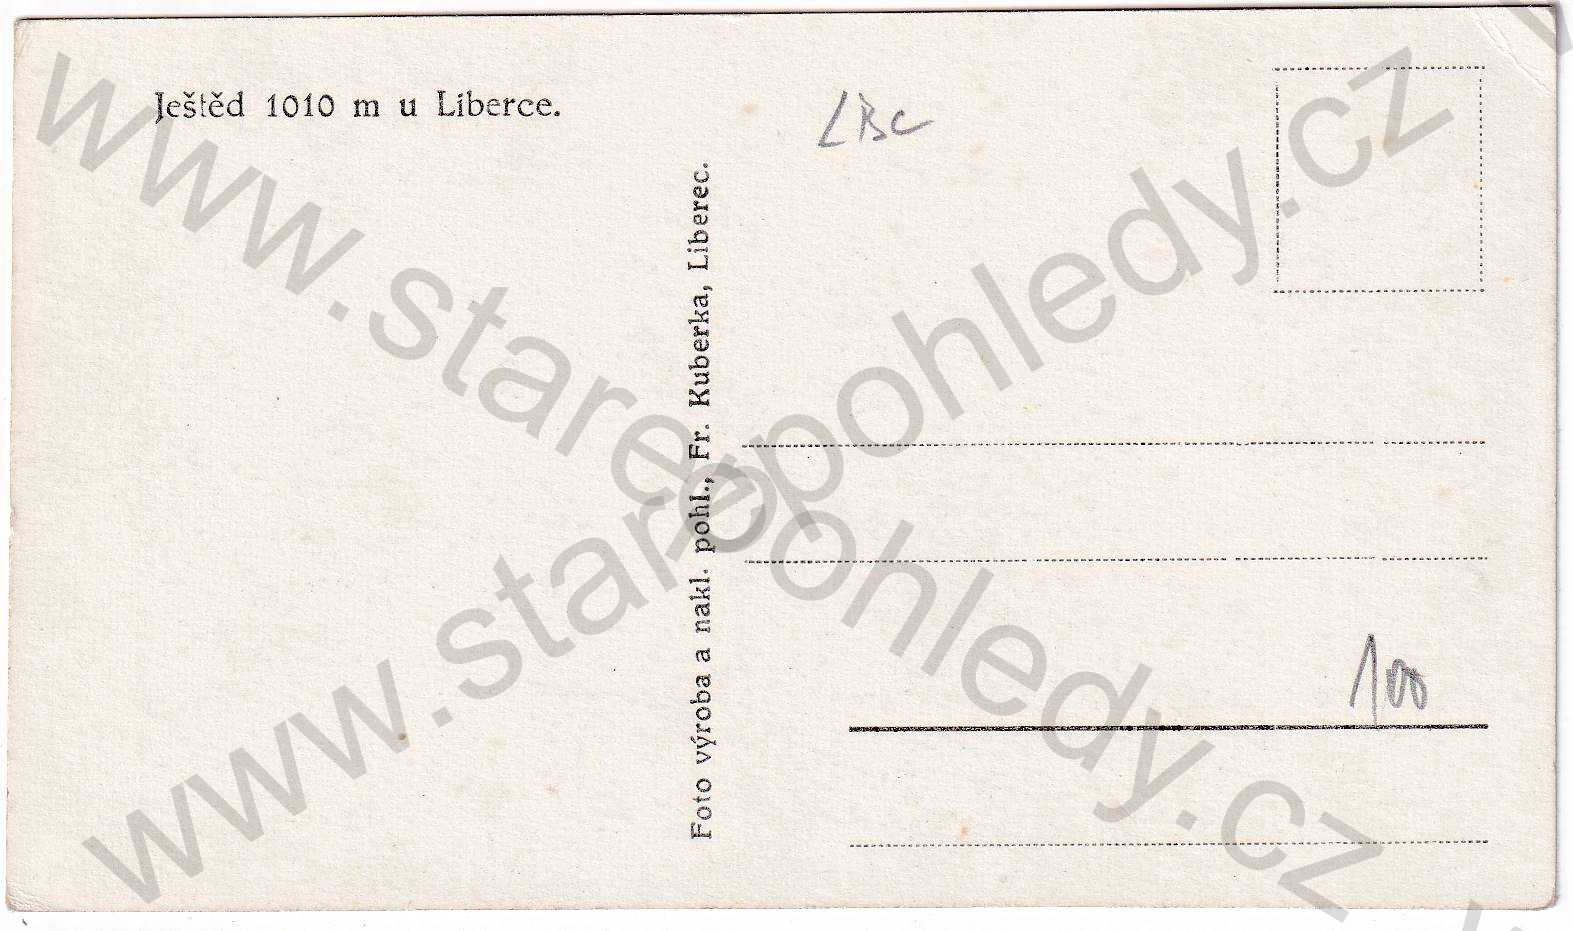 Ještěd 1010 m u Liberce.
LBC
Foto výroba a nakl. pohl., Fr. Kuberka, Liberec.
100
www.starepohledy.cz
www.starepohledy.cz